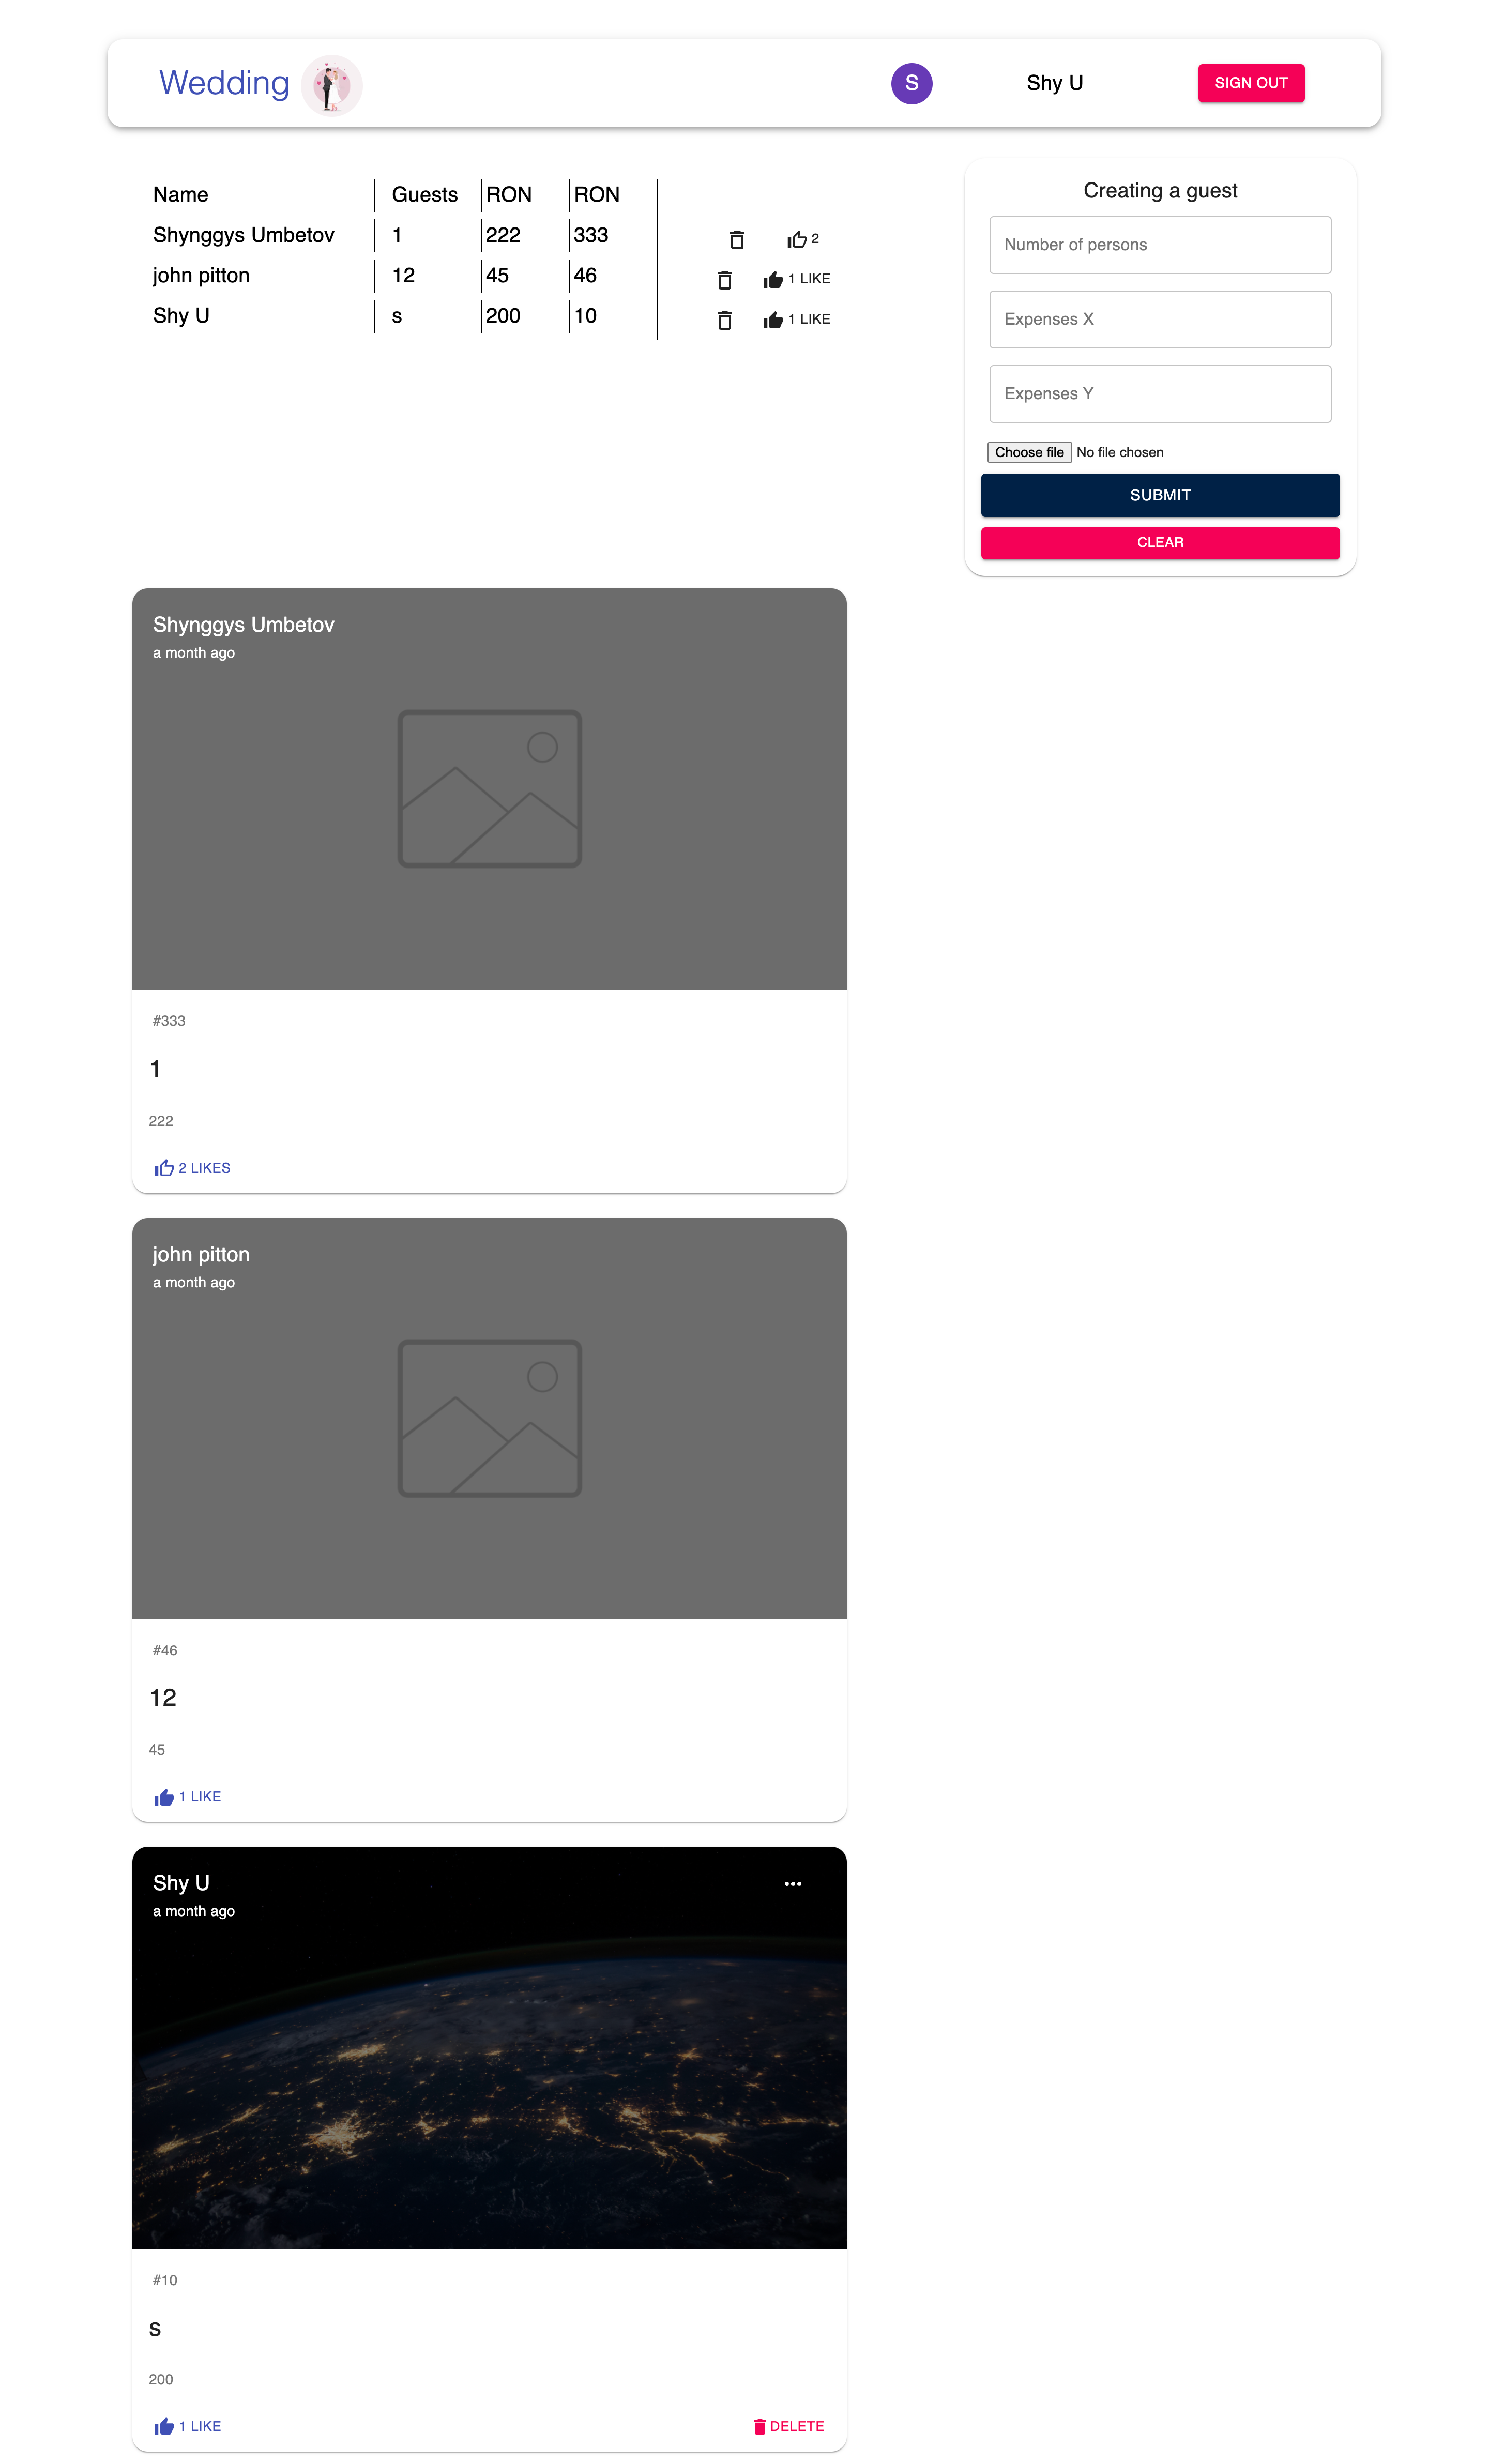 Wedding
S
Shy U
SIGN OUT
Name Guests RON RON
Shynggys Umbetov 1 222 333 2
john pitton 12 45 46 1 LIKE
Shy U s 200 10 1 LIKE
Creating a guest
Number of persons
Expenses X
Expenses Y
Choose file No file chosen
SUBMIT
CLEAR
Shynggys Umbetov
a month ago
#333
1
222
2 LIKES
john pitton
a month ago
#46
12
45
1 LIKE
Shy U
a month ago
#10
s
200
1 LIKE
DELETE